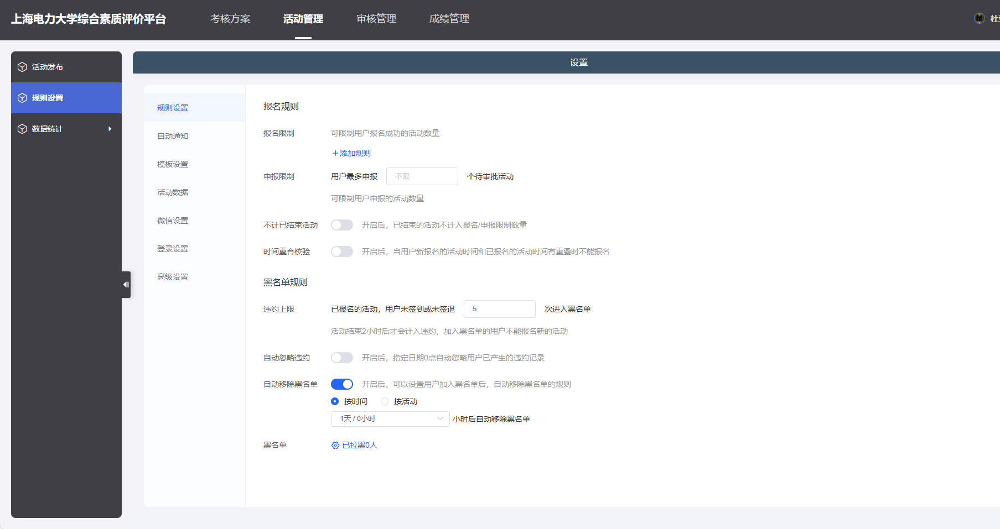 上海电力大学综合素质评价平台 考核方案 活动管理 审核管理 成绩管理 杜
活动发布
规则设置
数据统计
设置
规则设置
自动通知
模板设置
活动数据
微信设置
登录设置
高级设置
报名规则
报名限制 可限制用户报名成功的活动数量
+添加规则
申报限制 用户最多申报 不限 个待审批活动
可限制用户申报的活动数量
不计已结束活动 开启后，已结束的活动不计入报名/申报限制数量
时间重合校验 开启后，当用户新报名的活动时间和已报名的活动时间有重叠时不能报名
黑名单规则
违约上限 已报名的活动，用户未签到或未签退 5 次进入黑名单
活动结束2小时后才会计入违约，加入黑名单的用户不能报名新的活动
自动忽略违约 开启后，指定日期0点自动忽略用户已产生的违约记录
自动移除黑名单 开启后，可以设置用户加入黑名单后，自动移除黑名单的规则
按时间 按活动
1天 / 0小时 小时后自动移除黑名单
黑名单 已拉黑0人